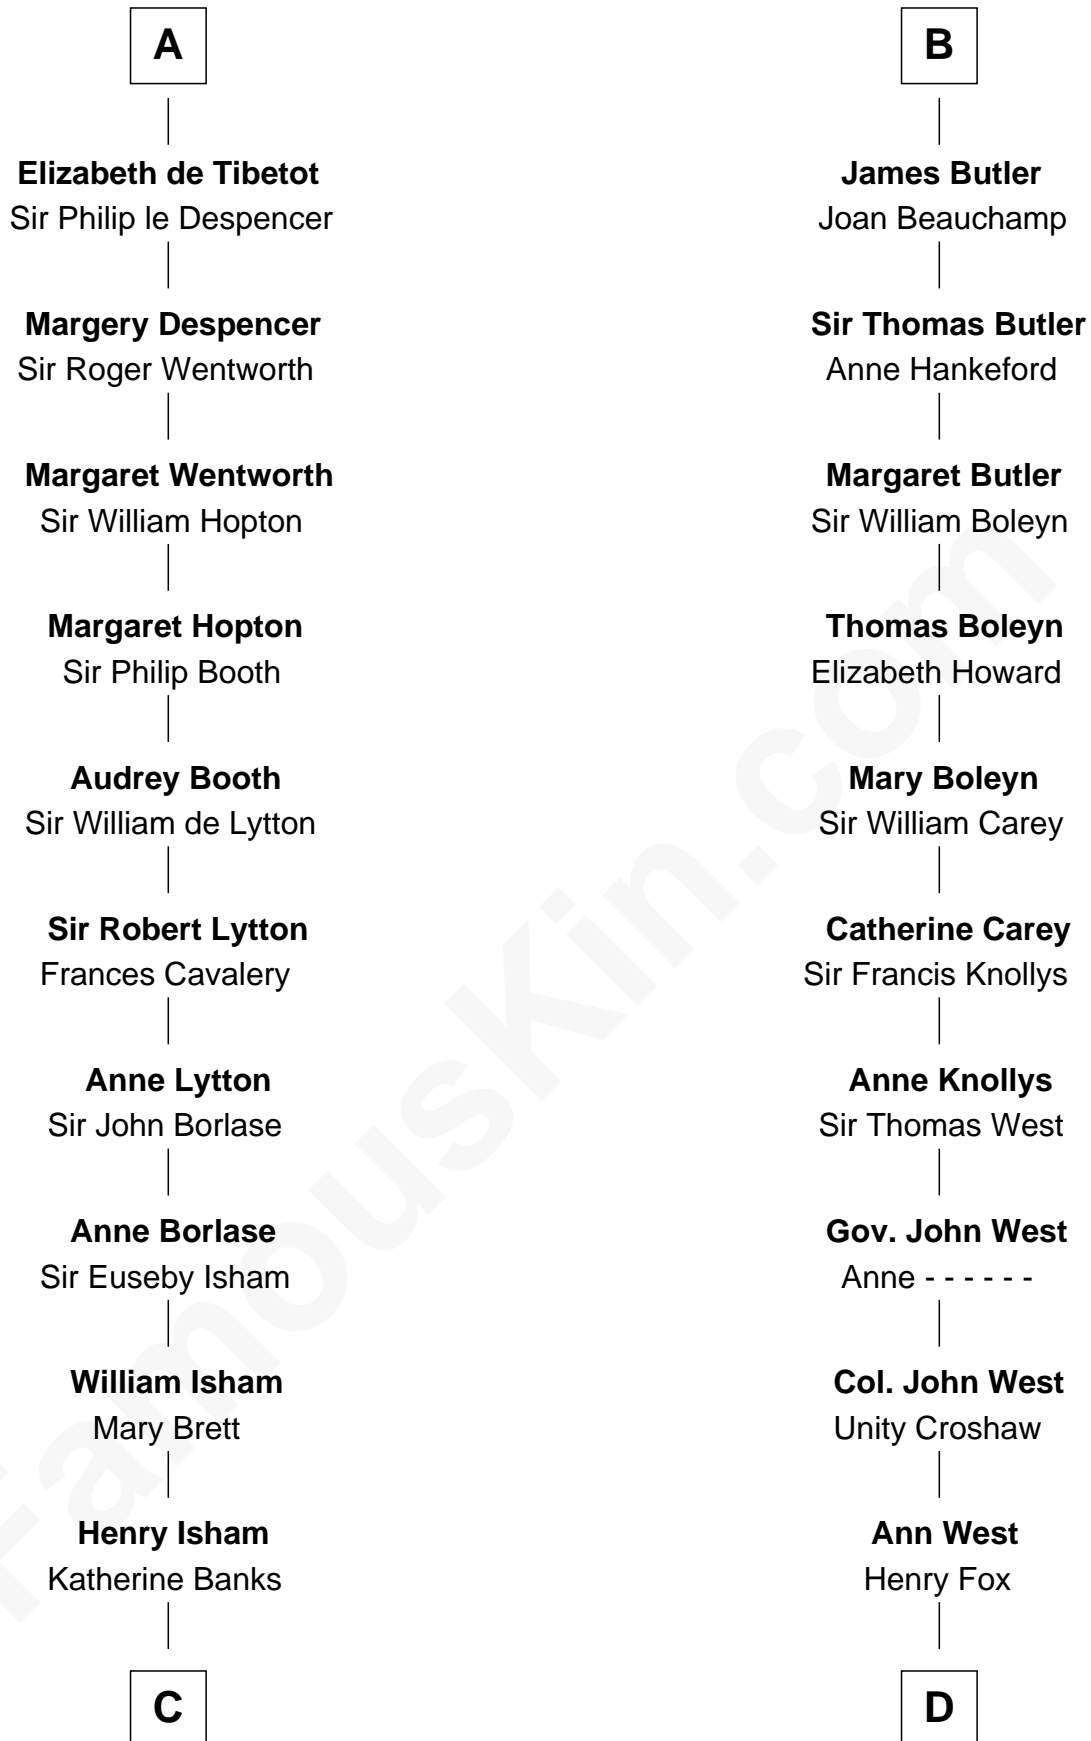 A
Elizabeth de Tibetot
Sir Philip le Despencer
Margery Despencer
Sir Roger Wentworth
Margaret Wentworth
Sir William Hopton
Margaret Hopton
Sir Philip Booth
Audrey Booth
Sir William de Lytton
Sir Robert Lytton
Frances Cavalery
Anne Lytton
Sir John Borlase
Anne Borlase
Sir Euseby Isham
William Isham
Mary Brett
Henry Isham
Katherine Banks
C
B
James Butler
Joan Beauchamp
Sir Thomas Butler
Anne Hankeford
Margaret Butler
Sir William Boleyn
Thomas Boleyn
Elizabeth Howard
Mary Boleyn
Sir William Carey
Catherine Carey
Sir Francis Knollys
Anne Knollys
Sir Thomas West
Gov. John West
Anne - - - - - -
Col. John West
Unity Croshaw
Ann West
Henry Fox
D
FamousKin.com